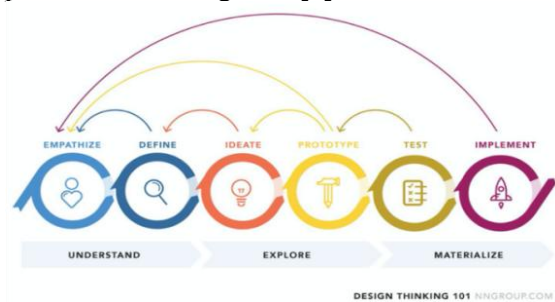 EMPATHIZE DEFINE IDEATE PROTOTYPE TEST IMPLEMENT
UNDERSTAND EXPLORE MATERIALIZE
DESIGN THINKING 101 NNGROUP.COM